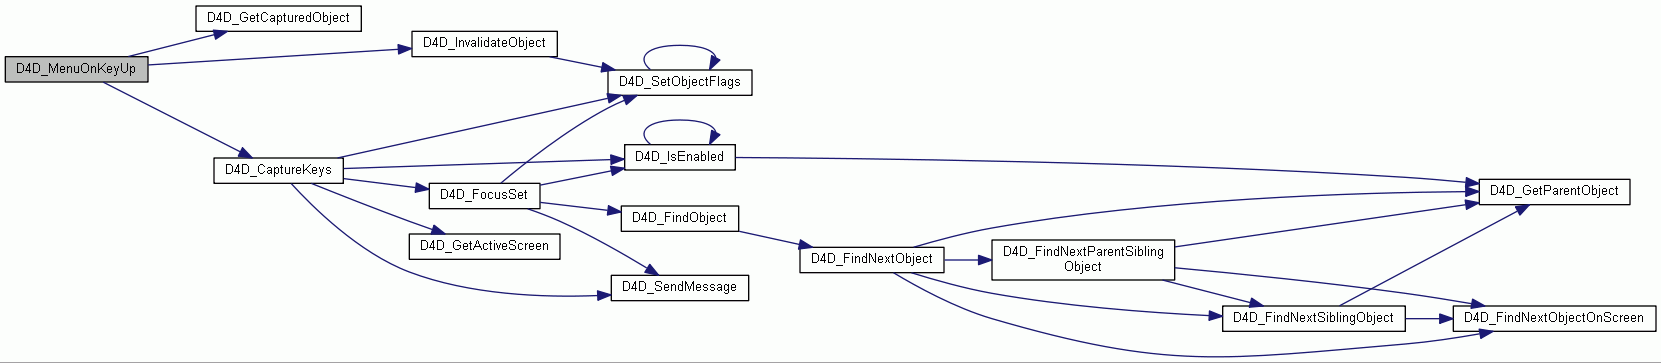 D4D_GetCapturedObject
D4D_InvalidateObject
D4D_MenuOnKeyUp
D4D_SetObjectFlags
D4D_IsEnabled
D4D_CaptureKeys
D4D_FocusSet
D4D_GetParentObject
D4D_FindObject
D4D_GetActiveScreen
D4D_FindNextObject
D4D_FindNextParentSibling
Object
D4D_SendMessage
D4D_FindNextSiblingObject
D4D_FindNextObjectOnScreen